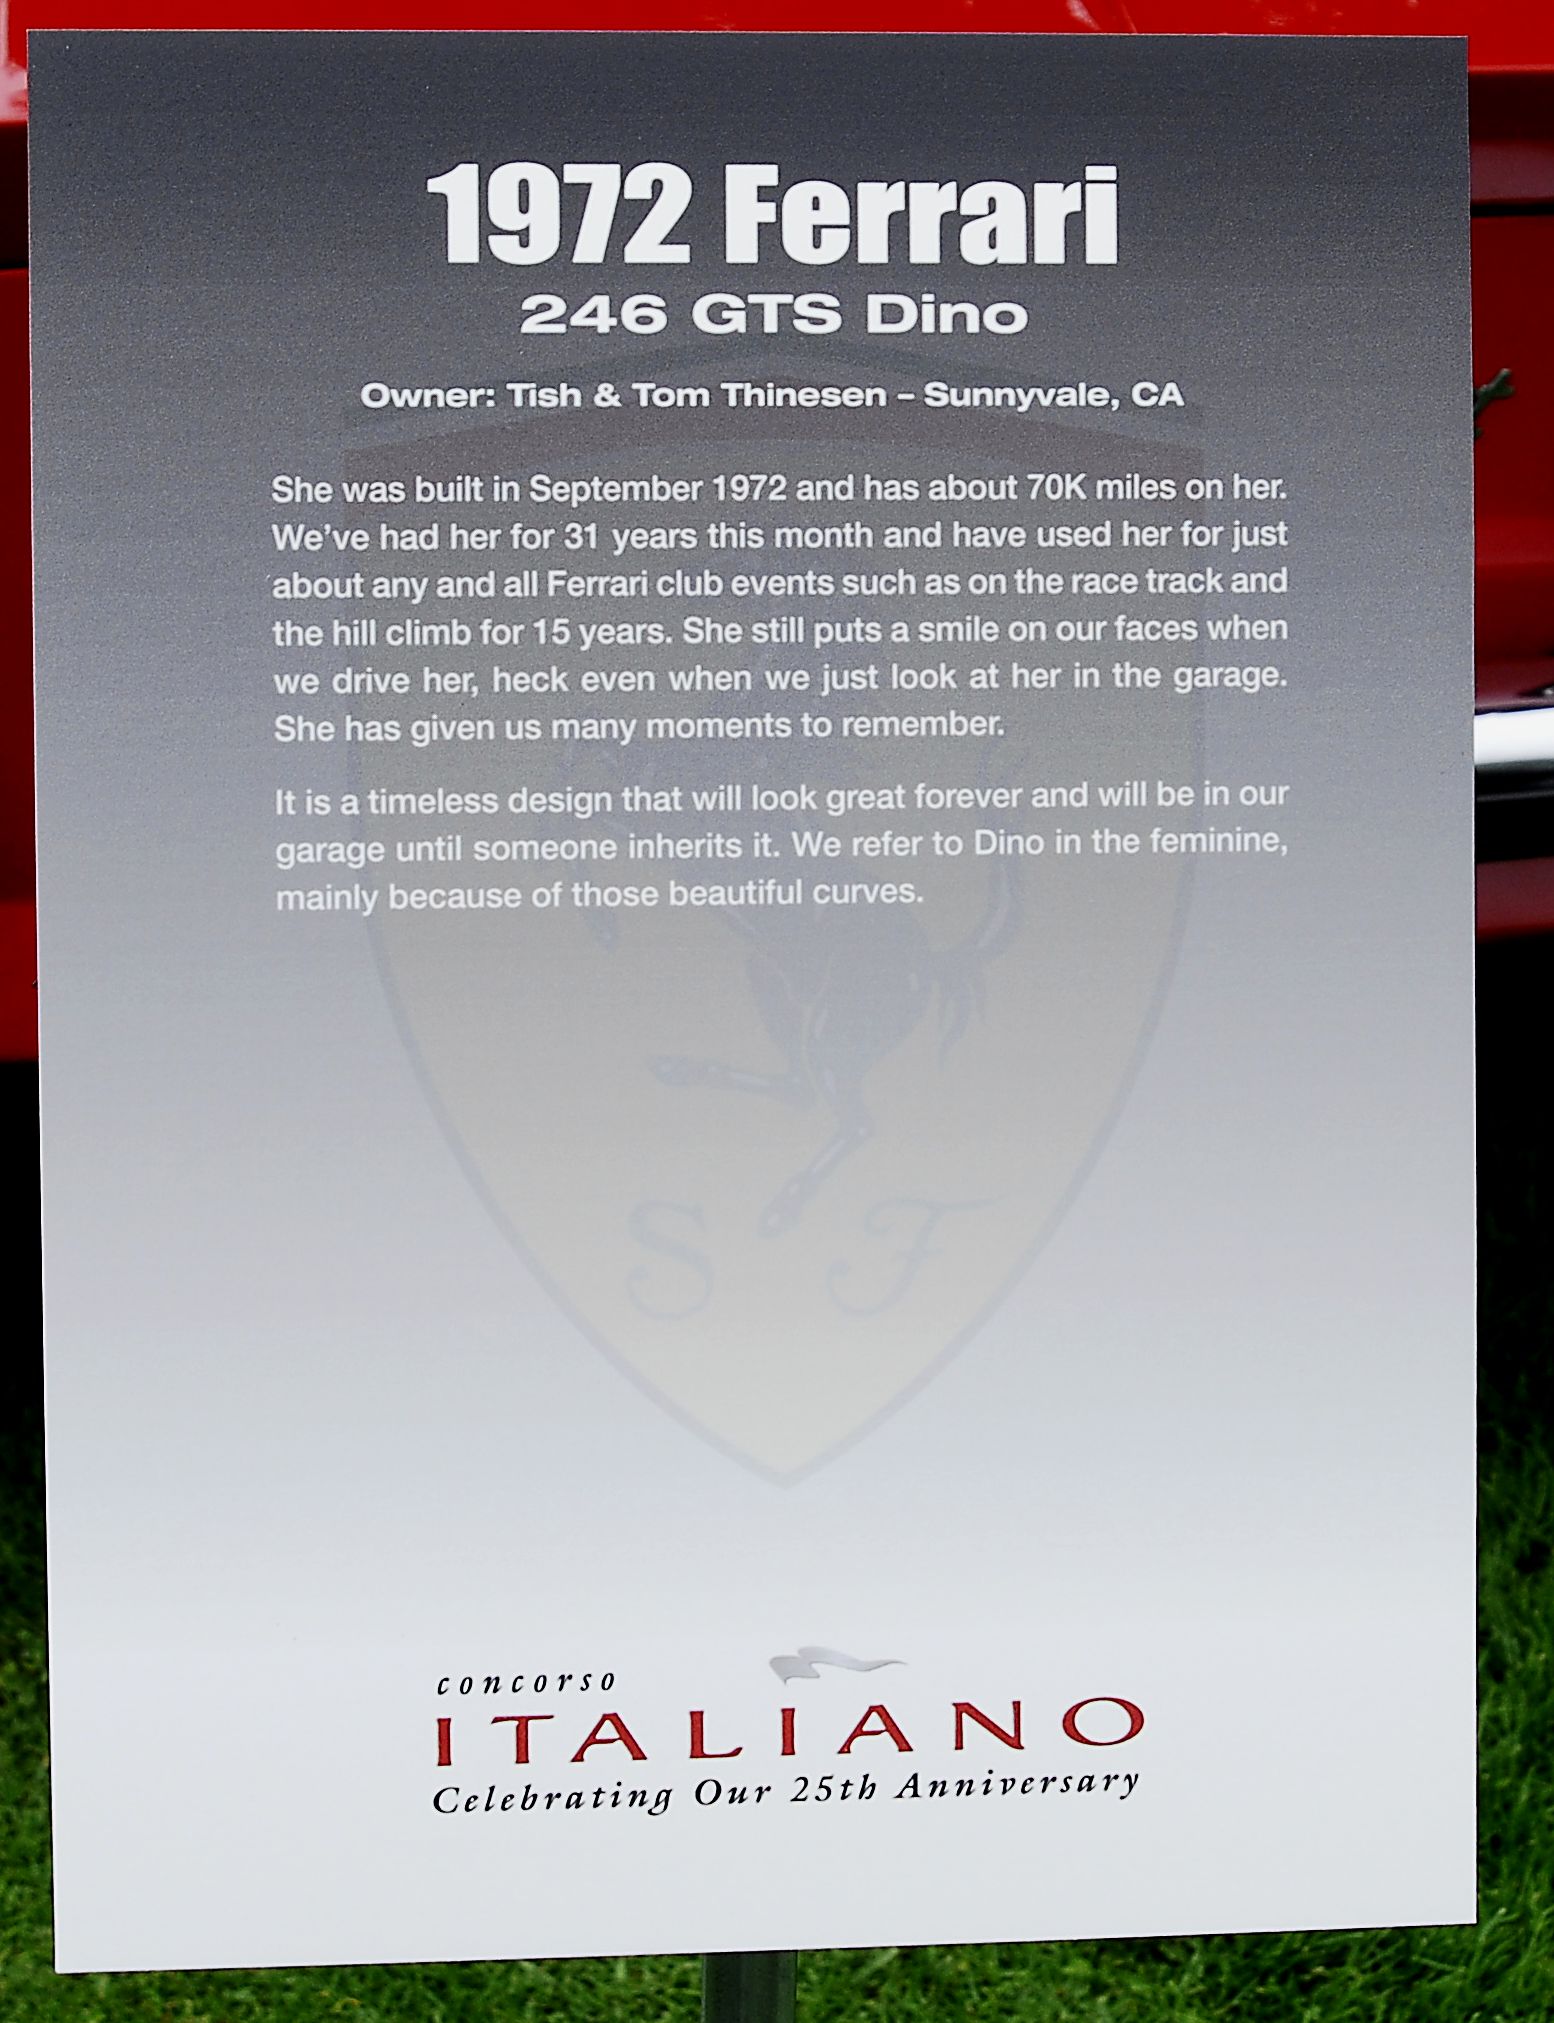 1972 Ferrari
246 GTS Dino
Owner: Tish & Tom Thinesen – Sunnyvale, CA
She was built in September 1972 and has about 70K miles on her.
We've had her for 31 years this month and have used her for just
about any and all Ferrari club events such as on the race track and
the hill climb for 15 years. She still puts a smile on our faces when
we drive her, heck even when we just look at her in the garage.
She has given us many moments to remember.
It is a timeless design that will look great forever and will be in our
garage until someone inherits it. We refer to Dino in the feminine,
mainly because of those beautiful curves.
S F
concorso
ITALIANO
Celebrating Our 25th Anniversary